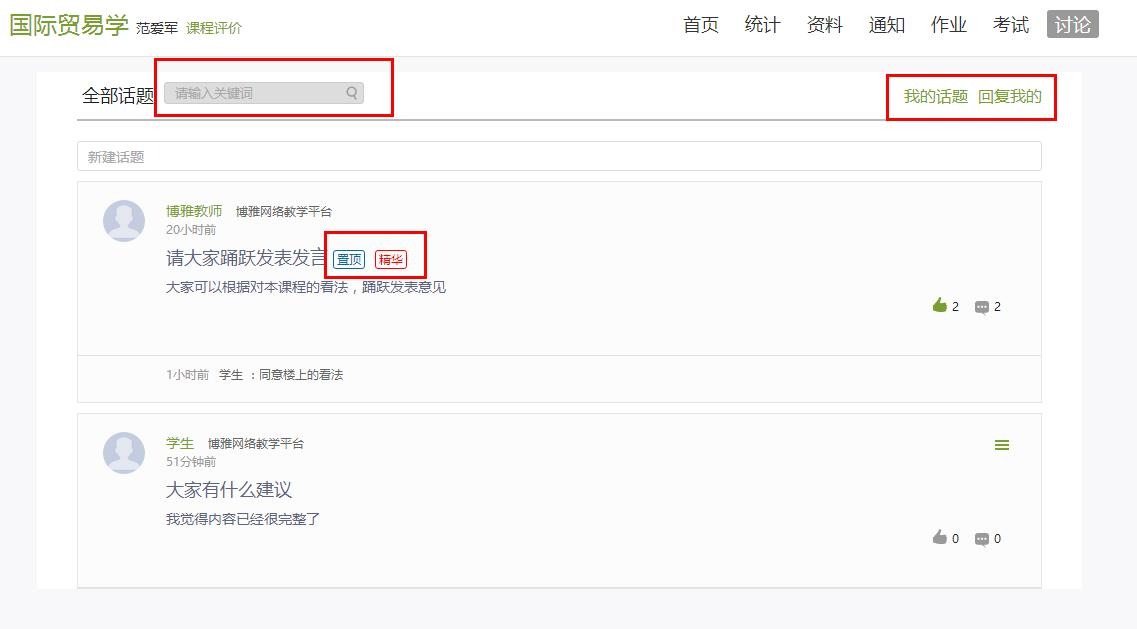 国际贸易学 范爱军 课程评价 首页 统计 资料 通知 作业 考试 讨论
全部话题 请输入关键词 我的话题 回复我的
新建话题
博雅教师 博雅网络教学平台
20小时前
请大家踊跃发表发言 置顶 精华
大家可以根据对本课程的看法，踊跃发表意见
2 2
1小时前 学生 ：同意楼上的看法
学生 博雅网络教学平台
51分钟前
大家有什么建议
我觉得内容已经很完整了
0 0